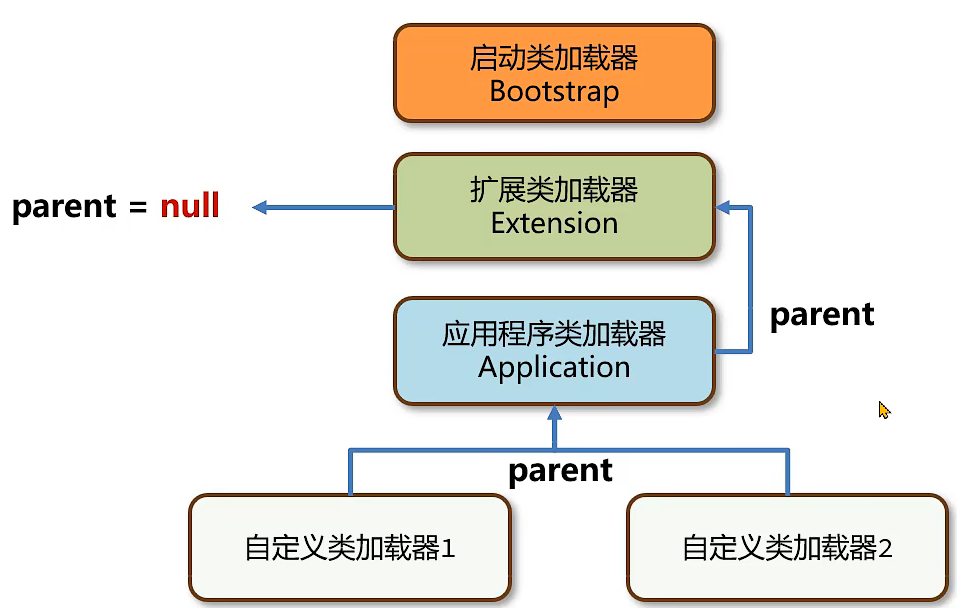 启动类加载器
Bootstrap
扩展类加载器
Extension
parent = null
应用程序类加载器
Application
parent
parent
自定义类加载器1
自定义类加载器2